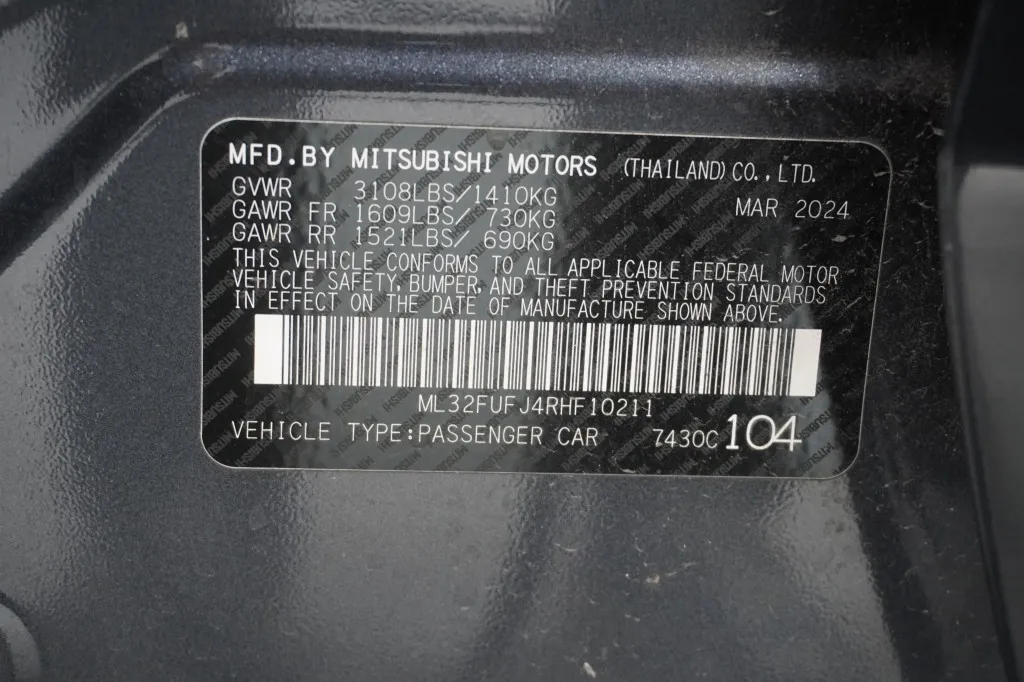 MFD.BY MITSUBISHI MOTORS (THAILAND) CO., LTD.
GVWR 3108LBS/1410KG MAR 2024
GAWR FR 1609LBS/ 730KG
GAWR RR 1521LBS/ 690KG
THIS VEHICLE CONFORMS TO ALL APPLICABLE FEDERAL MOTOR
VEHICLE SAFETY, BUMPER, AND THEFT PREVENTION STANDARDS
IN EFFECT ON THE DATE OF MANUFACTURE SHOWN ABOVE.
ML32FUFJ4RHF10211
VEHICLE TYPE:PASSENGER CAR 7430C 104